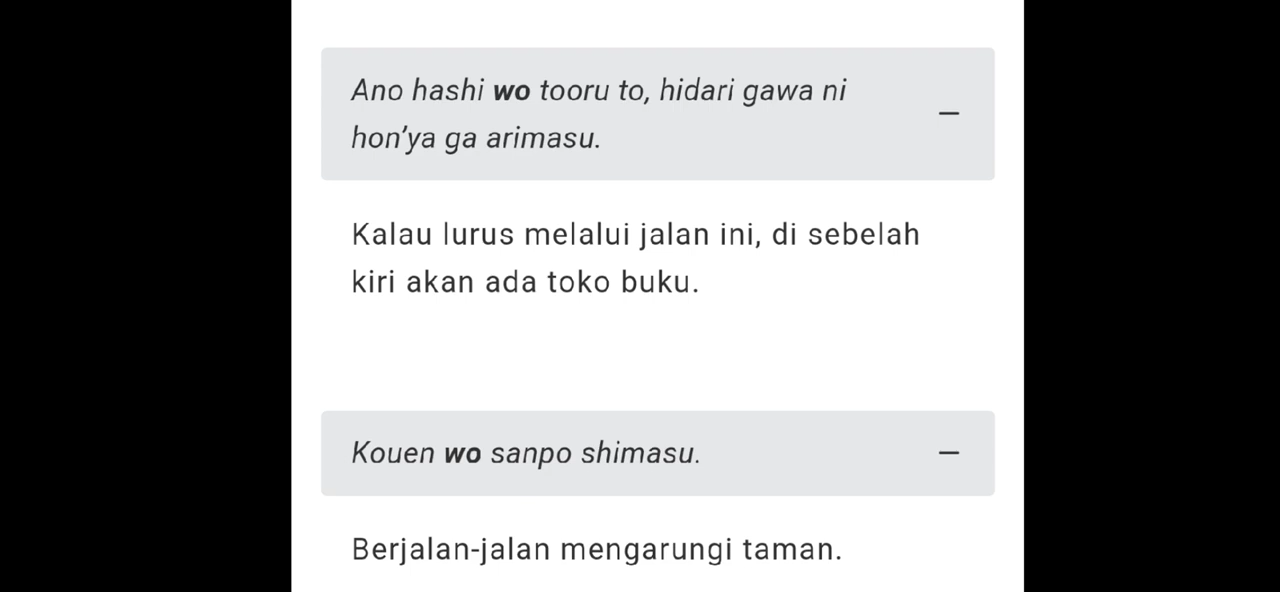 Ano hashi wo tooru to, hidari gawa ni
hon'ya ga arimasu.
Kalau lurus melalui jalan ini, di sebelah
kiri akan ada toko buku.
Kouen wo sanpo shimasu.
Berjalan-jalan mengarungi taman.